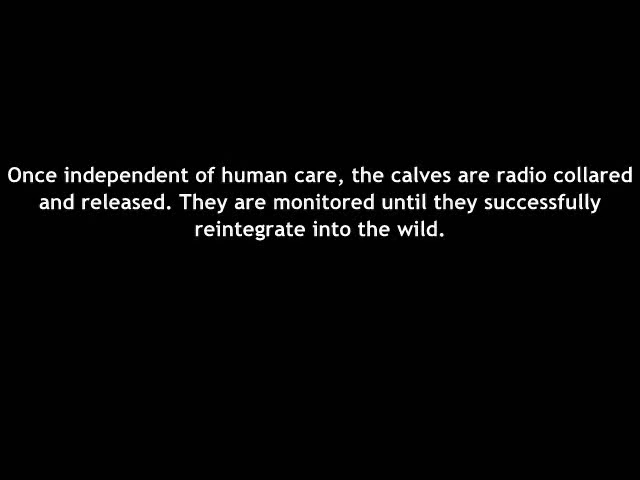 Once independent of human care, the calves are radio collared
and released. They are monitored until they successfully
reintegrate into the wild.